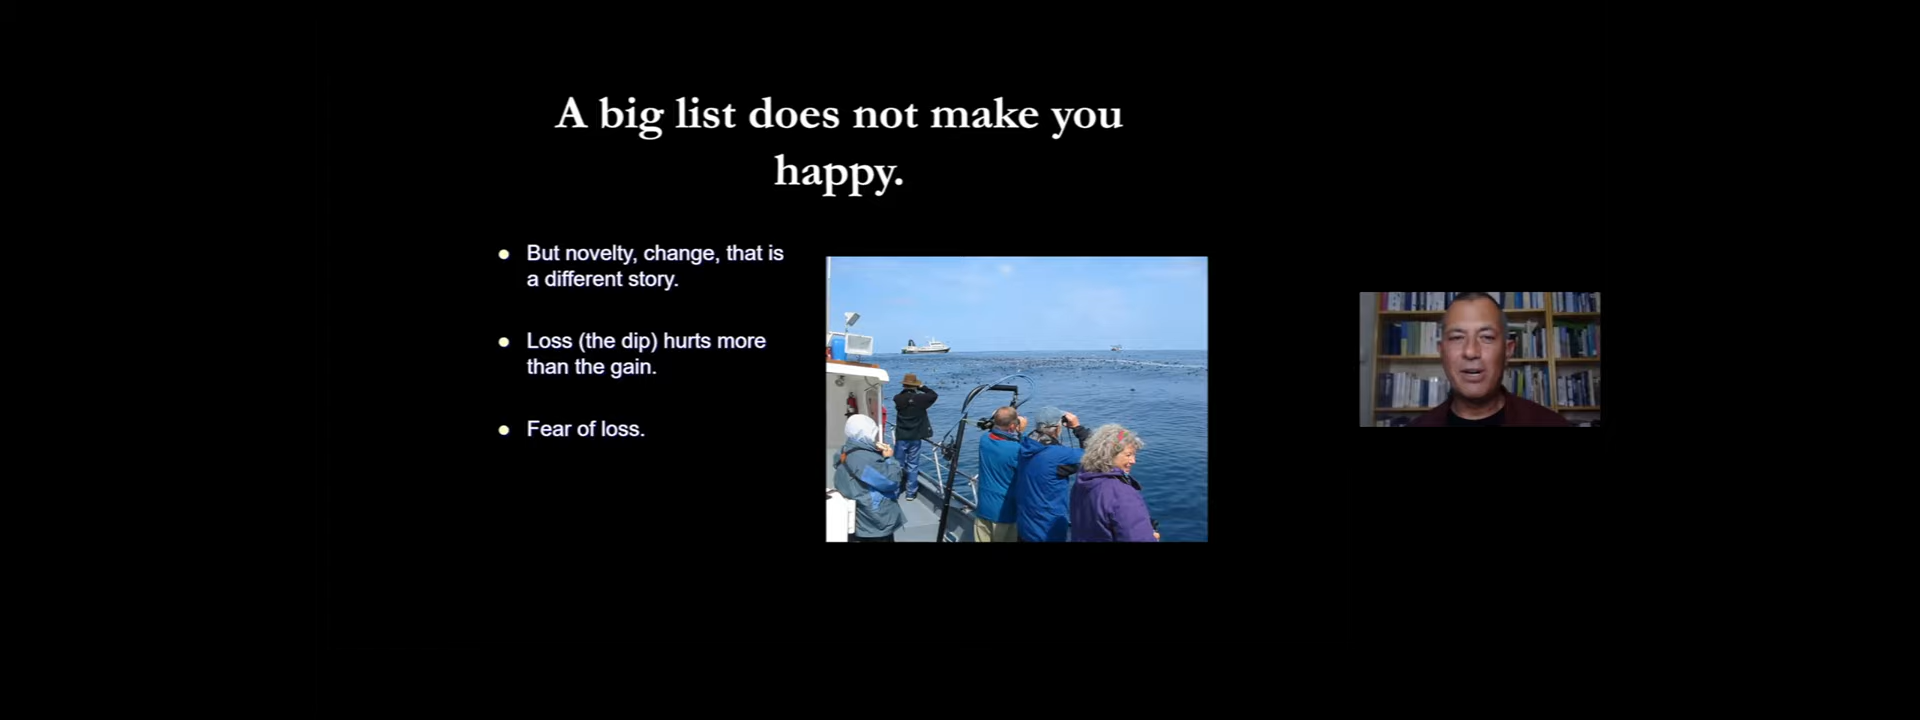 A big list does not make you
happy.
● But novelty, change, that is
a different story.
● Loss (the dip) hurts more
than the gain.
● Fear of loss.